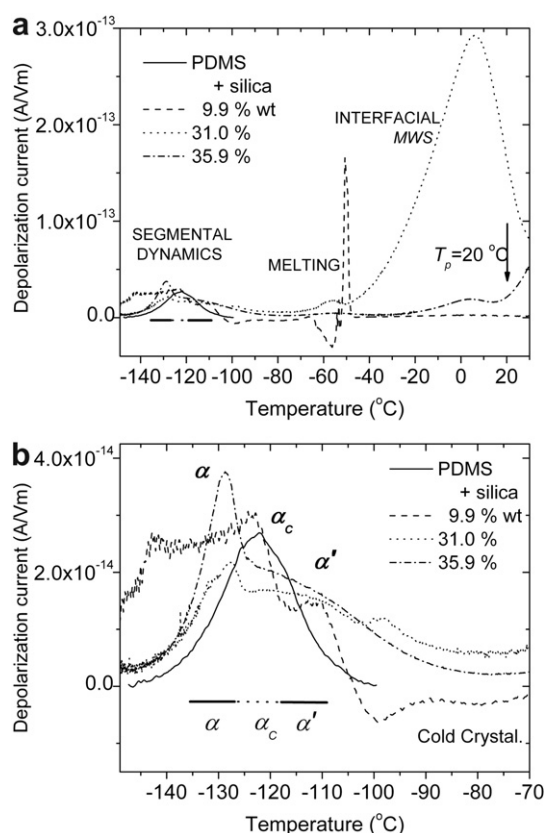 a
3.0x10-13
2.0x10-13
1.0x10-13
0.0
Depolarization current (A/Vm)
PDMS
+ silica
9.9 % wt
31.0 %
35.9 %
INTERFACIAL
MWS
SEGMENTAL
DYNAMICS
MELTING
Tp=20 °C
-140 -120 -100 -80 -60 -40 -20 0 20
Temperature (°C)
b
4.0x10-14
2.0x10-14
0.0
Depolarization current (A/Vm)
α
αc
α'
PDMS
+ silica
9.9 % wt
31.0 %
35.9 %
α αc α'
Cold Crystal.
-140 -130 -120 -110 -100 -90 -80 -70
Temperature (°C)